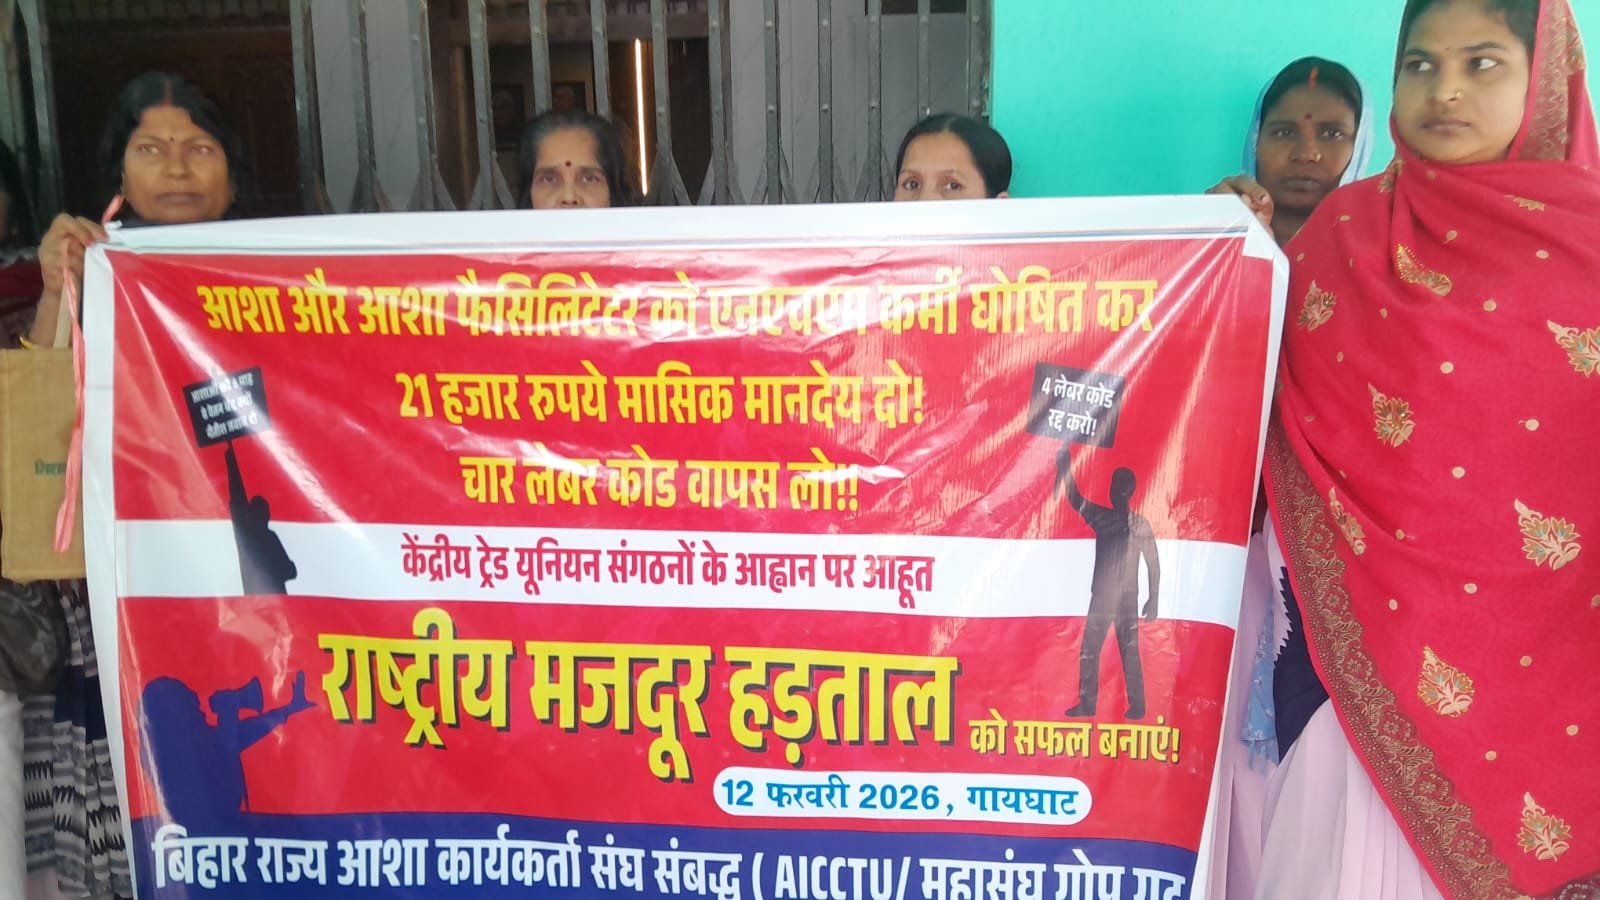 आशा और आशा फैसिलिटेटर को एनएचएम कर्मी घोषित कर
21 हजार रुपये मासिक मानदेय दो!
4 लेबर कोड
रद्द करो!
चार लेबर कोड वापस लो!!
केंद्रीय ट्रेड यूनियन संगठनों के आह्वान पर आहूत
राष्ट्रीय मजदूर हड़ताल को सफल बनाएं!
12 फरवरी 2026, गायघाट
बिहार राज्य आशा कार्यकर्ता संघ संबद्ध ( AICCTU/ महासंघ गोप गुट